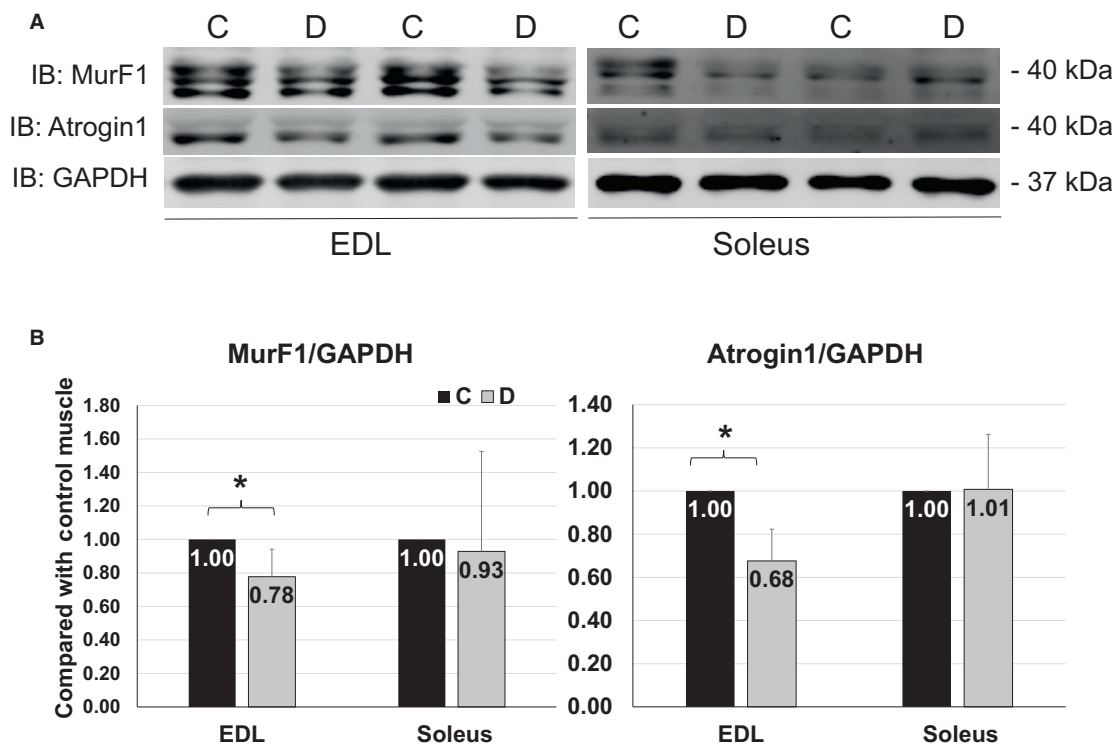 A
C D C D C D C D
IB: MurF1 - 40 kDa
IB: Atrogin1 - 40 kDa
IB: GAPDH - 37 kDa
EDL Soleus
B
MurF1/GAPDH
C D
Compared with control muscle
1.80
1.60
1.40
1.20
1.00
0.80
0.60
0.40
0.20
0.00
*
1.00
0.78
1.00
0.93
EDL Soleus
Atrogin1/GAPDH
1.40
1.20
1.00
0.80
0.60
0.40
0.20
0.00
*
1.00
0.68
1.00
1.01
EDL Soleus